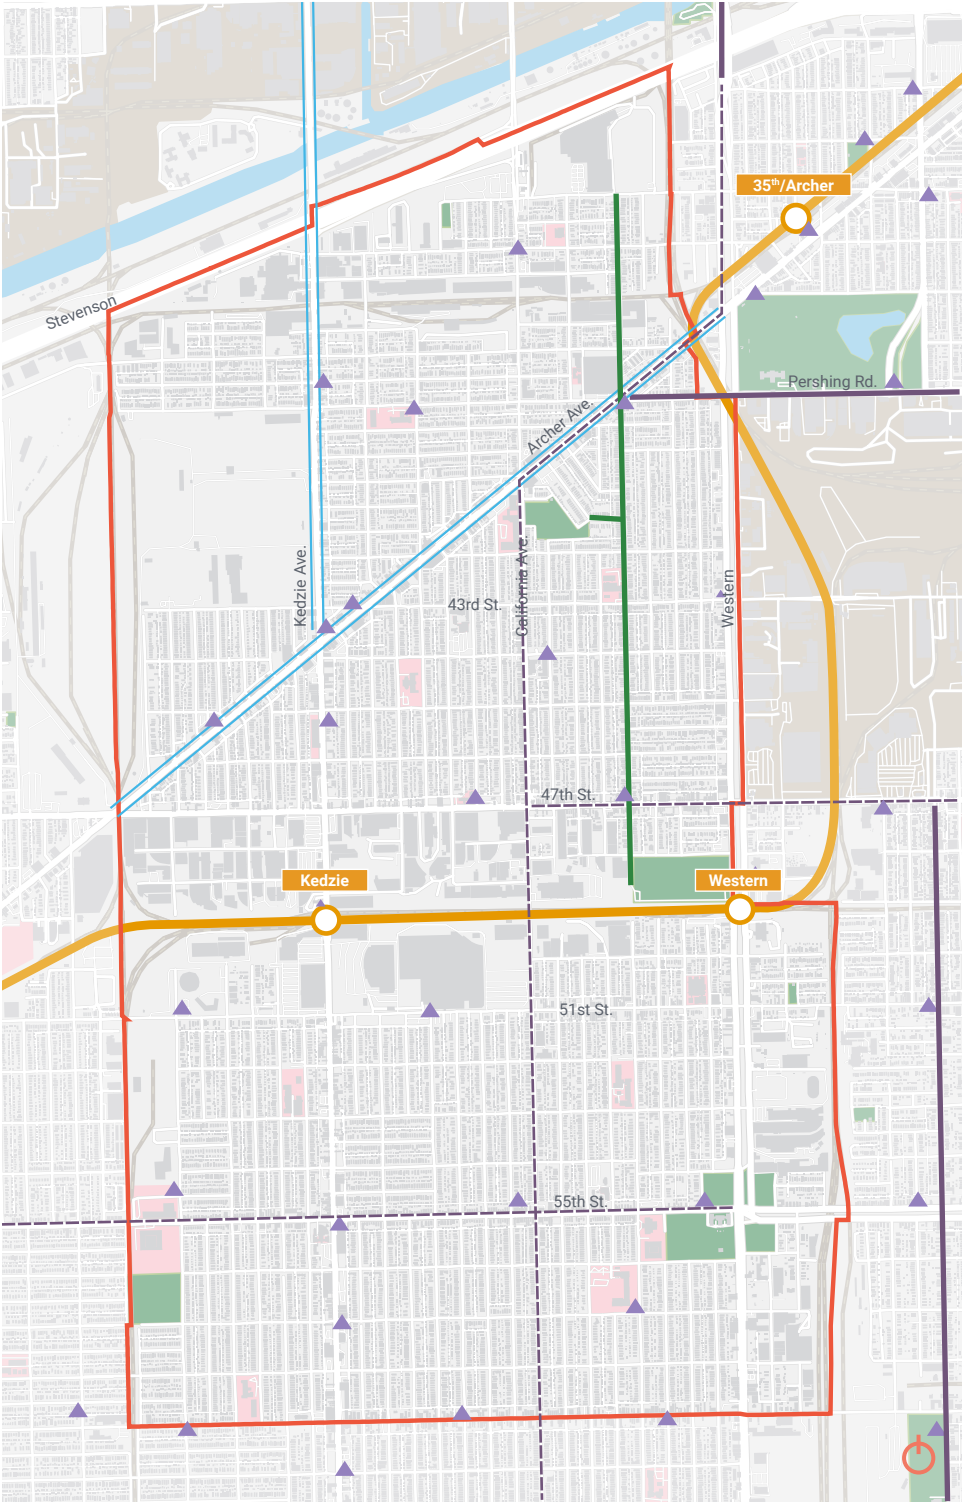 35th/Archer
Stevenson
Pershing Rd.
Archer Ave.
Kedzie Ave.
California Ave.
43rd St.
Western
47th St.
Kedzie
Western
51st St.
55th St.